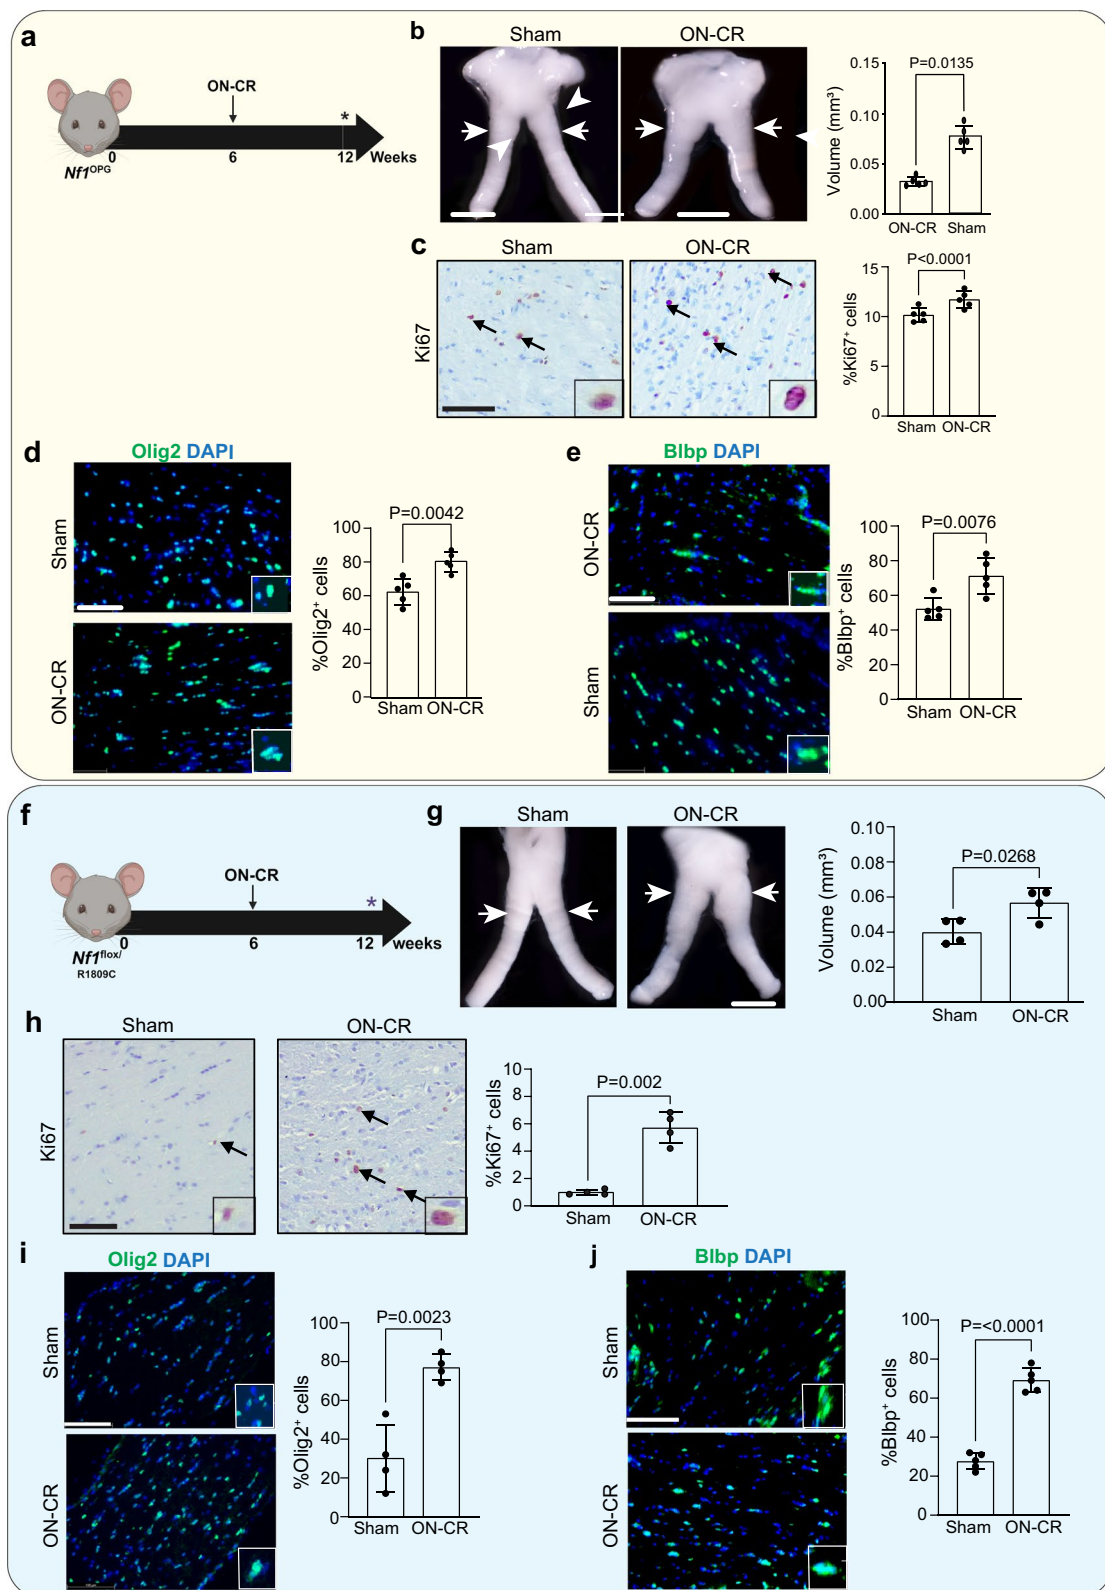 a
ON-CR
*
0
6
12
Weeks
Nf1OPG
b
Sham
ON-CR
P=0.0135
Volume (mm³)
0.15
0.10
0.05
0.00
ON-CR
Sham
c
Sham
ON-CR
Ki67
P<0.0001
%Ki67⁺ cells
15
10
5
0
Sham
ON-CR
d
Olig2 DAPI
Sham
ON-CR
P=0.0042
%Olig2⁺ cells
100
80
60
40
20
0
Sham ON-CR
e
Blbp DAPI
ON-CR
Sham
P=0.0076
%Blbp⁺ cells
100
80
60
40
20
0
Sham
ON-CR
f
ON-CR
*
0
6
12
weeks
Nf1flox/
R1809C
g
Sham
ON-CR
P=0.0268
Volume (mm³)
0.10
0.08
0.06
0.04
0.02
0.00
Sham
ON-CR
h
Sham
ON-CR
Ki67
P=0.002
%Ki67⁺ cells
10
8
6
4
2
0
Sham
ON-CR
i
Olig2 DAPI
Sham
ON-CR
P=0.0023
%Olig2⁺ cells
100
80
60
40
20
0
Sham
ON-CR
j
Blbp DAPI
Sham
ON-CR
P=<0.0001
%Blbp⁺ cells
100
80
60
40
20
0
Sham
ON-CR